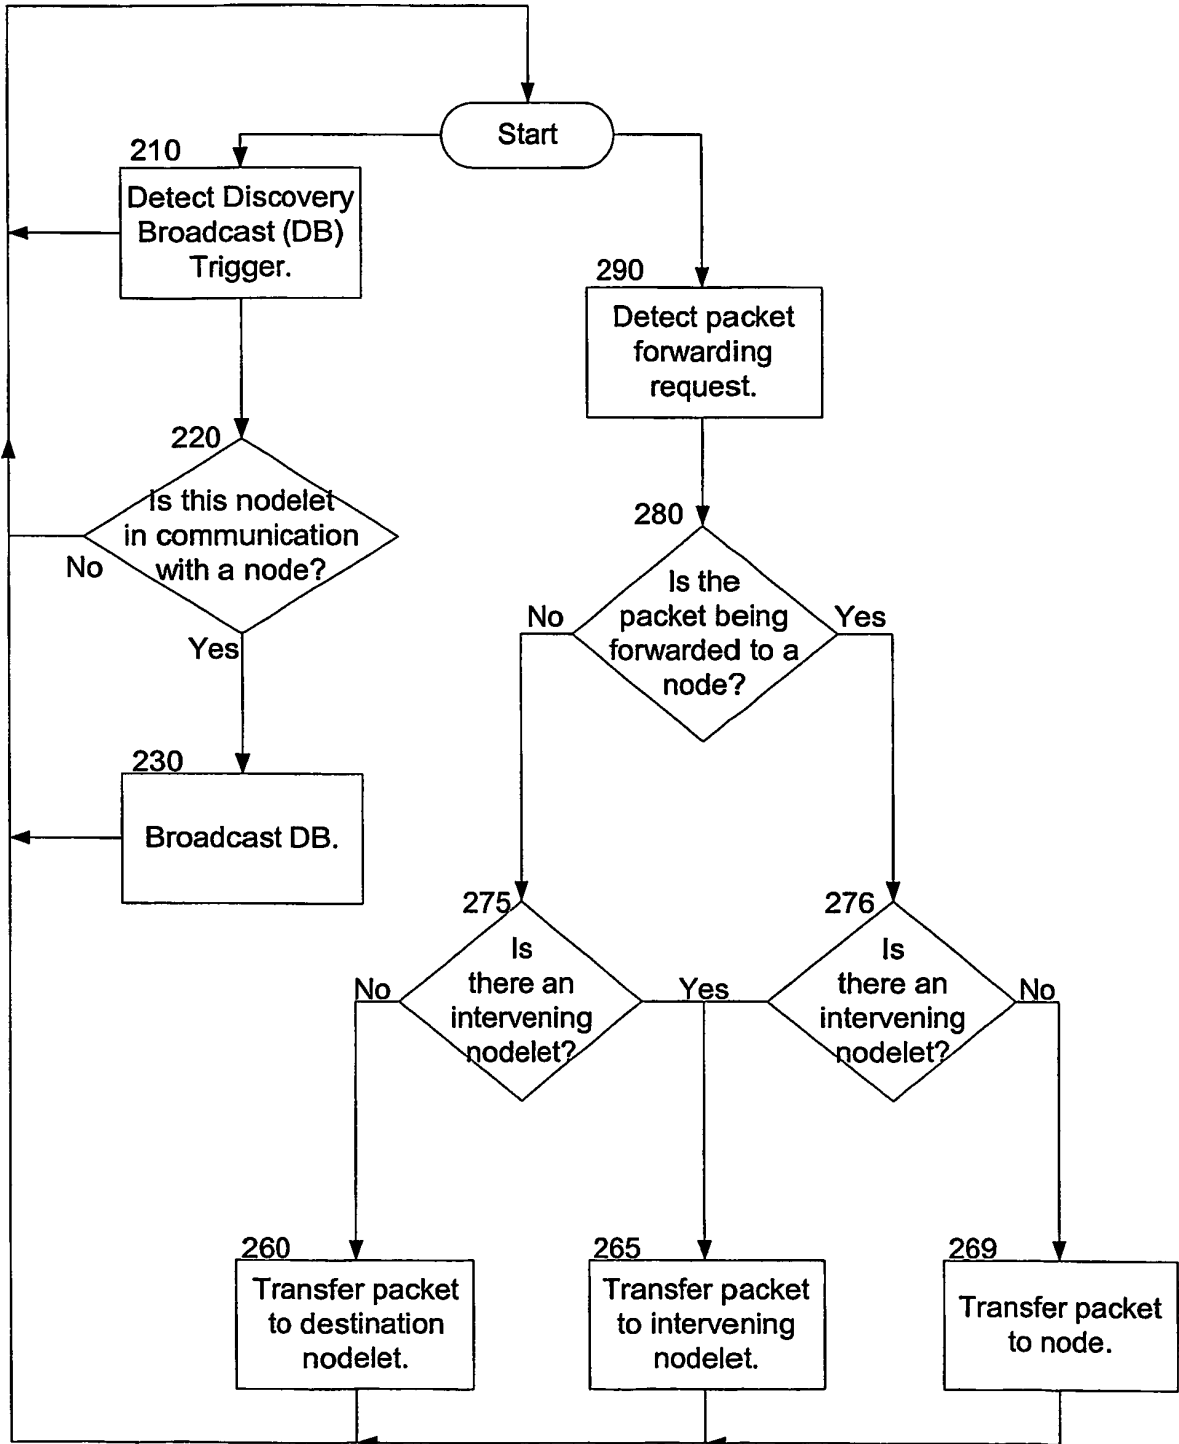 Start
210
Detect Discovery
Broadcast (DB)
Trigger.
290
Detect packet
forwarding
request.
220
Is this nodelet
in communication
with a node?
No
Yes
280
Is the
packet being
forwarded to a
node?
No
Yes
230
Broadcast DB.
275
Is
there an
intervening
nodelet?
No
Yes
276
Is
there an
intervening
nodelet?
No
260
Transfer packet
to destination
nodelet.
265
Transfer packet
to intervening
nodelet.
269
Transfer packet
to node.